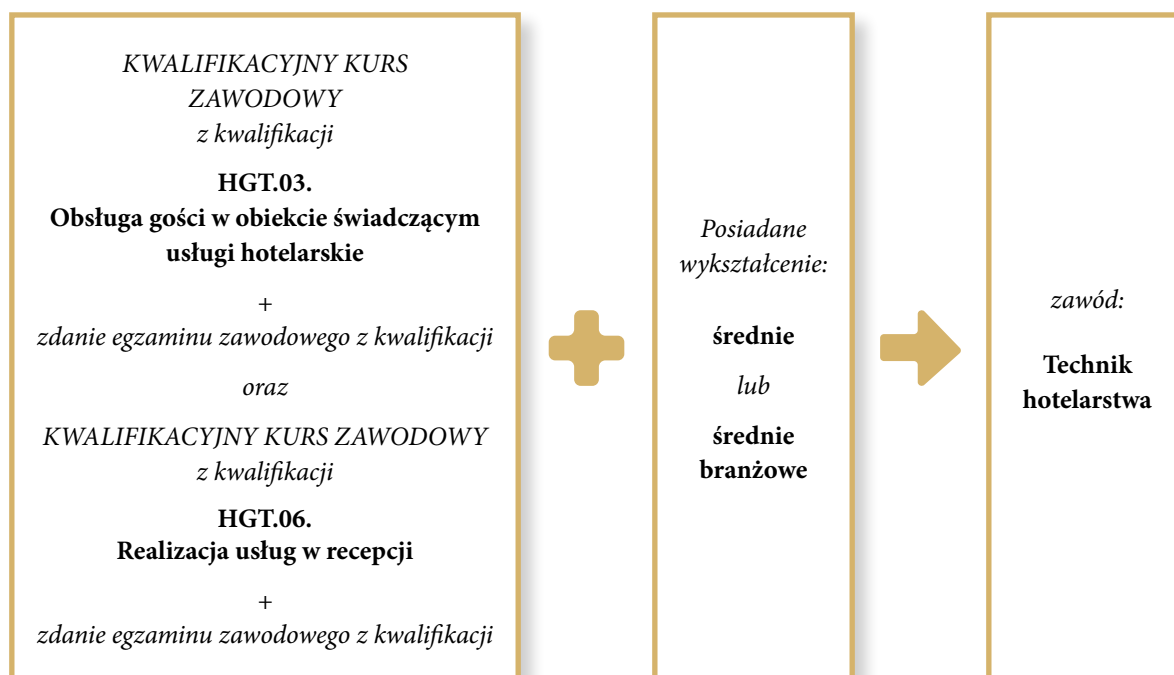 KWALIFIKACYJNY KURS
ZAWODOWY
z kwalifikacji
HGT.03.
Obsługa gości w obiekcie świadczącym
usługi hotelarskie
+
zdanie egzaminu zawodowego z kwalifikacji
oraz
KWALIFIKACYJNY KURS ZAWODOWY
z kwalifikacji
HGT.06.
Realizacja usług w recepcji
+
zdanie egzaminu zawodowego z kwalifikacji
Posiadane
wykształcenie:
średnie
lub
średnie
branżowe
zawód:
Technik
hotelarstwa